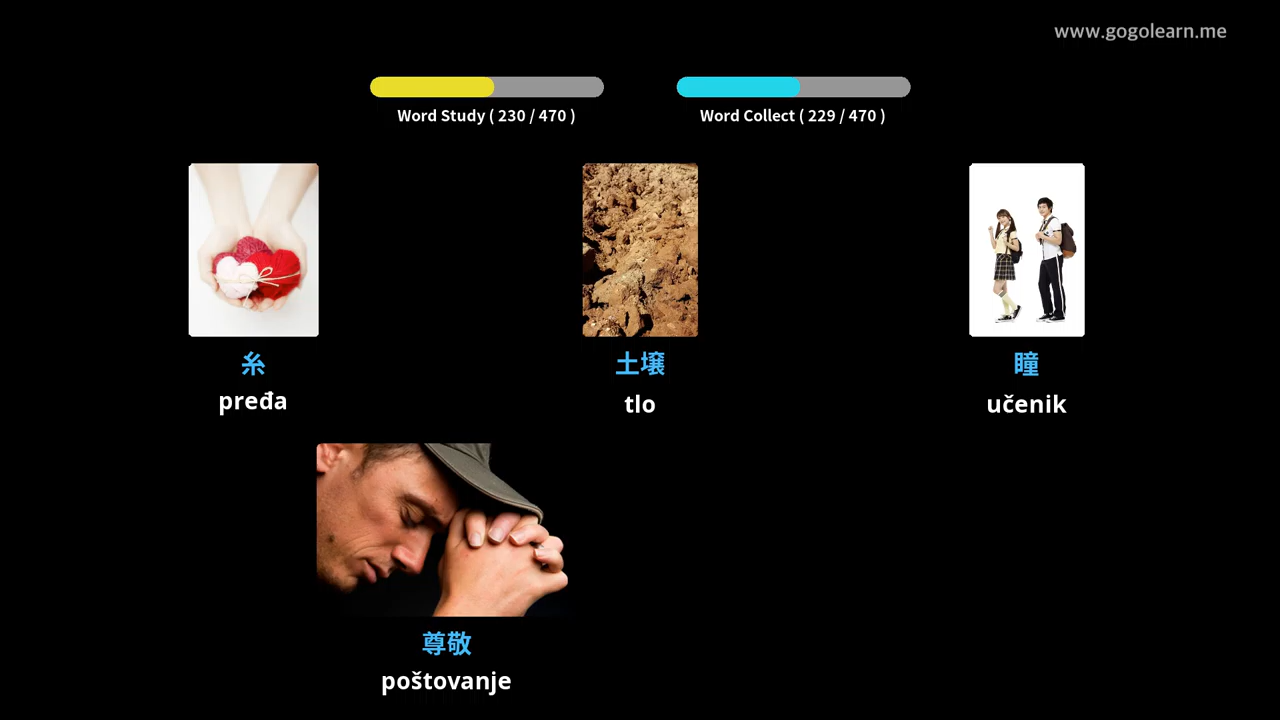 www.gogolearn.me
Word Study ( 230 / 470 )
Word Collect ( 229 / 470 )
糸
pređa
土壌
tlo
瞳
učenik
尊敬
poštovanje